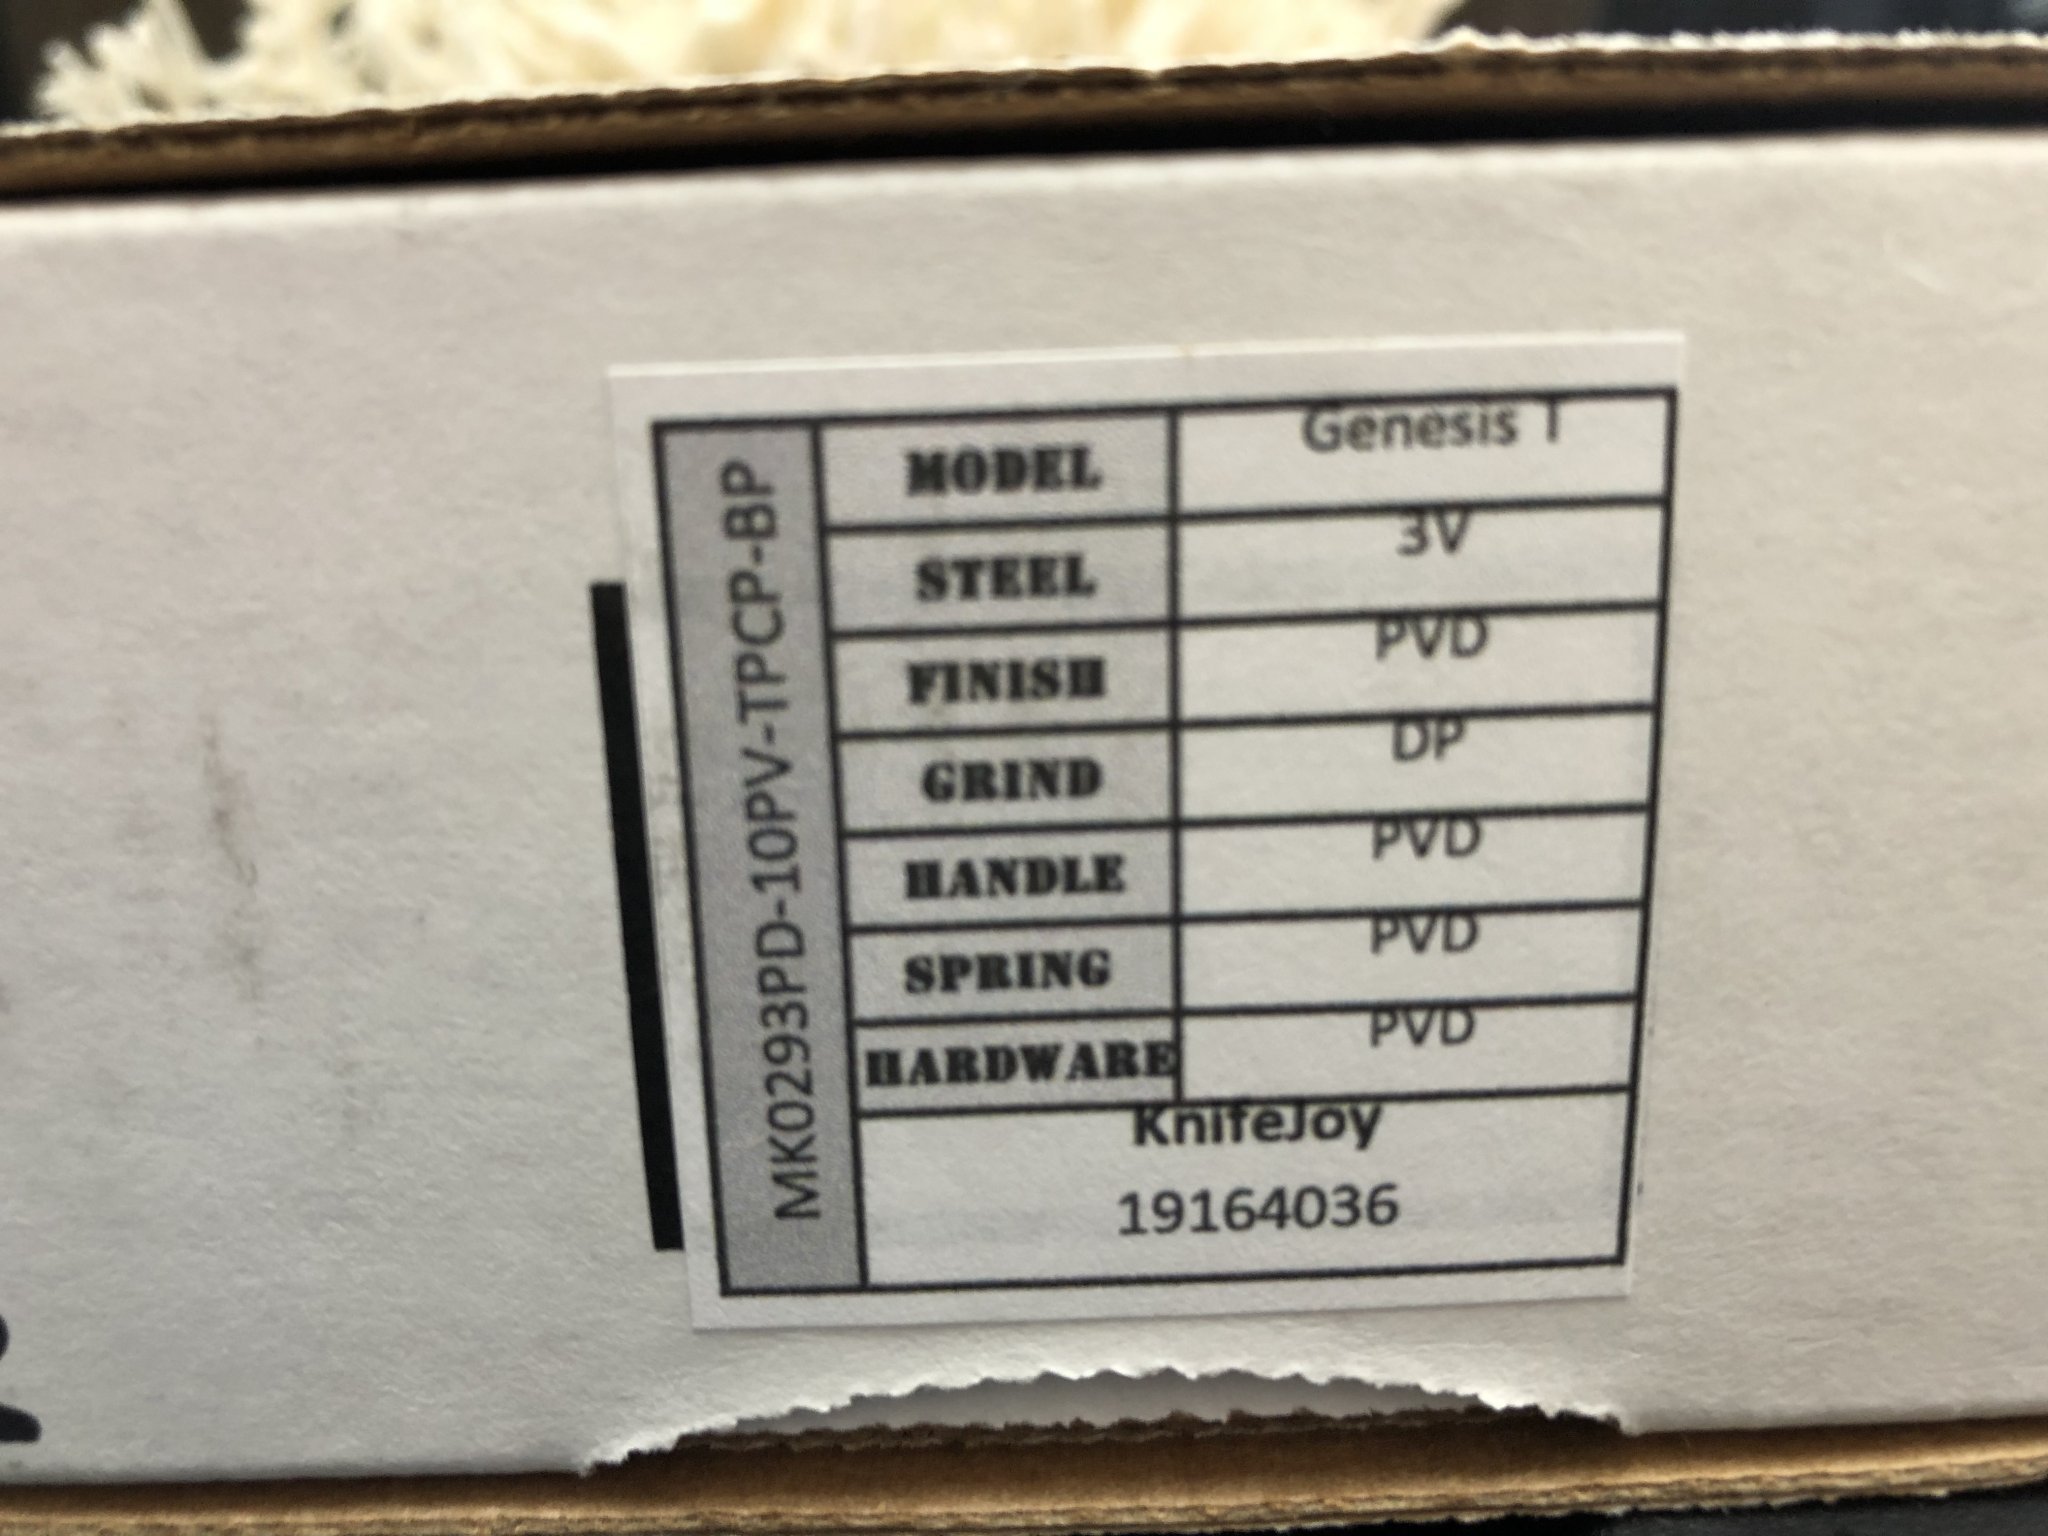 MK0293PD-10PV-TPCP-BP
MODEL Genesis T
STEEL 3V
FINISH PVD
GRIND DP
HANDLE PVD
SPRING PVD
HARDWARE PVD
KnifeJoy
19164036